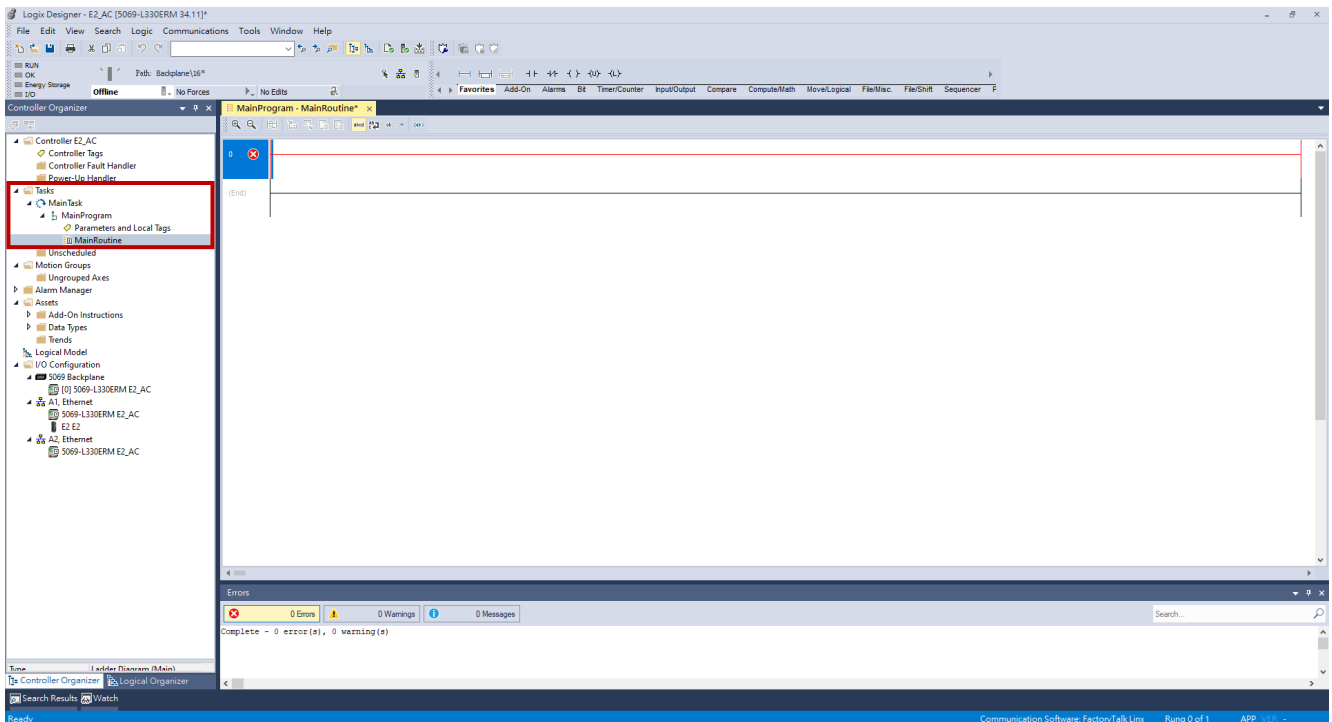 Logix Designer - E2_AC [5069-L330ERM 34.11]*
File Edit View Search Logic Communications Tools Window Help
RUN
OK
Energy Storage
I/O
Path: Backplane\16*
Offline No Forces No Edits
Favorites Add-On Alarms Bit Timer/Counter Input/Output Compare Compute/Math Move/Logical File/Misc. File/Shift Sequencer
Controller Organizer
MainProgram - MainRoutine*
Controller E2_AC
Controller Tags
Controller Fault Handler
Power-Up Handler
Tasks
MainTask
MainProgram
Parameters and Local Tags
MainRoutine
Unscheduled
Motion Groups
Ungrouped Axes
Alarm Manager
Assets
Add-On Instructions
Data Types
Trends
Logical Model
I/O Configuration
5069 Backplane
[0] 5069-L330ERM E2_AC
A1, Ethernet
5069-L330ERM E2_AC
E2 E2
A2, Ethernet
5069-L330ERM E2_AC
0
(End)
Errors
0 Errors 0 Warnings 0 Messages
Search...
Complete - 0 error(s), 0 warning(s)
Type Ladder Diagram (Main)
Controller Organizer Logical Organizer
Search Results Watch
Ready
Communication Software: FactoryTalk Linx Rung 0 of 1 APP VER